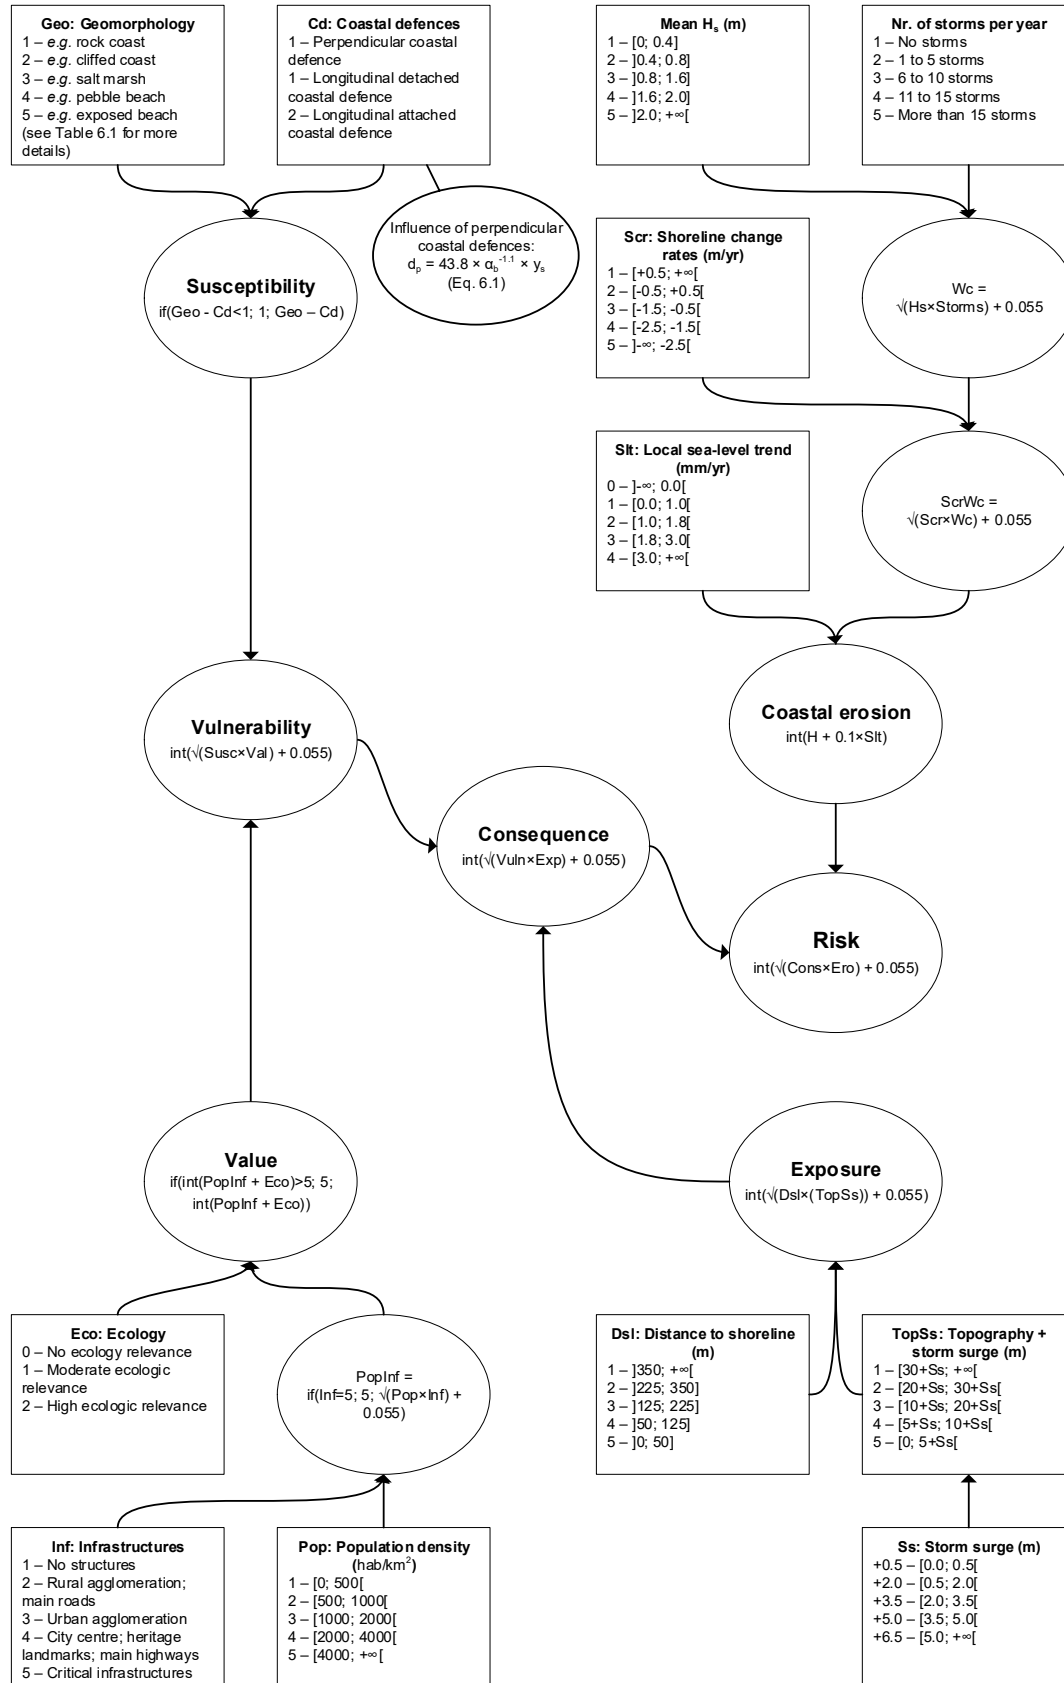 Geo: Geomorphology
1 – e.g. rock coast
2 – e.g. cliffed coast
3 – e.g. salt marsh
4 – e.g. pebble beach
5 – e.g. exposed beach
(see Table 6.1 for more
details)
Cd: Coastal defences
1 – Perpendicular coastal
defence
1 – Longitudinal detached
coastal defence
2 – Longitudinal attached
coastal defence
Mean Hₛ (m)
1 – [0; 0.4]
2 – ]0.4; 0.8]
3 – ]0.8; 1.6]
4 – ]1.6; 2.0]
5 – ]2.0; +∞[
Nr. of storms per year
1 – No storms
2 – 1 to 5 storms
3 – 6 to 10 storms
4 – 11 to 15 storms
5 – More than 15 storms
Influence of perpendicular
coastal defences:
dₚ = 43.8 × α_b^-1.1 × yₛ
(Eq. 6.1)
Susceptibility
if(Geo - Cd<1; 1; Geo – Cd)
Scr: Shoreline change
rates (m/yr)
1 – [+0.5; +∞[
2 – [-0.5; +0.5[
3 – [-1.5; -0.5[
4 – [-2.5; -1.5[
5 – ]-∞; -2.5[
Wc =
√(Hs×Storms) + 0.055
Slt: Local sea-level trend
(mm/yr)
0 – ]-∞; 0.0[
1 – [0.0; 1.0[
2 – [1.0; 1.8[
3 – [1.8; 3.0[
4 – [3.0; +∞[
ScrWc =
√(Scr×Wc) + 0.055
Vulnerability
int(√(Susc×Val) + 0.055)
Coastal erosion
int(H + 0.1×Slt)
Consequence
int(√(Vuln×Exp) + 0.055)
Risk
int(√(Cons×Ero) + 0.055)
Value
if(int(PopInf + Eco)>5; 5;
int(PopInf + Eco))
Exposure
int(√(Dsl×(TopSs)) + 0.055)
Eco: Ecology
0 – No ecology relevance
1 – Moderate ecologic
relevance
2 – High ecologic relevance
PopInf =
if(Inf=5; 5; √(Pop×Inf) +
0.055)
Dsl: Distance to shoreline
(m)
1 – ]350; +∞[
2 – ]225; 350]
3 – ]125; 225]
4 – ]50; 125]
5 – ]0; 50]
TopSs: Topography +
storm surge (m)
1 – [30+Ss; +∞[
2 – [20+Ss; 30+Ss[
3 – [10+Ss; 20+Ss[
4 – [5+Ss; 10+Ss[
5 – [0; 5+Ss[
Inf: Infrastructures
1 – No structures
2 – Rural agglomeration;
main roads
3 – Urban agglomeration
4 – City centre; heritage
landmarks; main highways
5 – Critical infrastructures
Pop: Population density
(hab/km²)
1 – [0; 500[
2 – [500; 1000[
3 – [1000; 2000[
4 – [2000; 4000[
5 – [4000; +∞[
Ss: Storm surge (m)
+0.5 – [0.0; 0.5[
+2.0 – [0.5; 2.0[
+3.5 – [2.0; 3.5[
+5.0 – [3.5; 5.0[
+6.5 – [5.0; +∞[